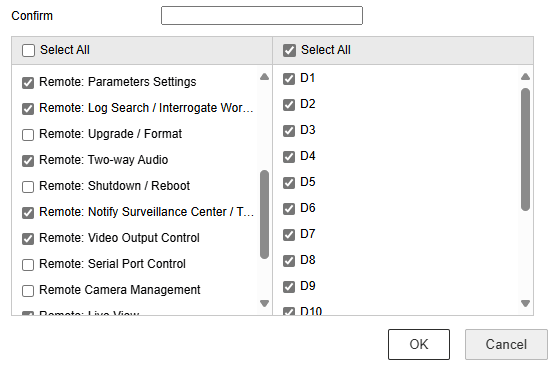 Confirm
Select All
Select All
Remote: Parameters Settings
Remote: Log Search / Interrogate Wor...
Remote: Upgrade / Format
Remote: Two-way Audio
Remote: Shutdown / Reboot
Remote: Notify Surveillance Center / T...
Remote: Video Output Control
Remote: Serial Port Control
Remote Camera Management
Remote: Live View
D1
D2
D3
D4
D5
D6
D7
D8
D9
D10
OK
Cancel